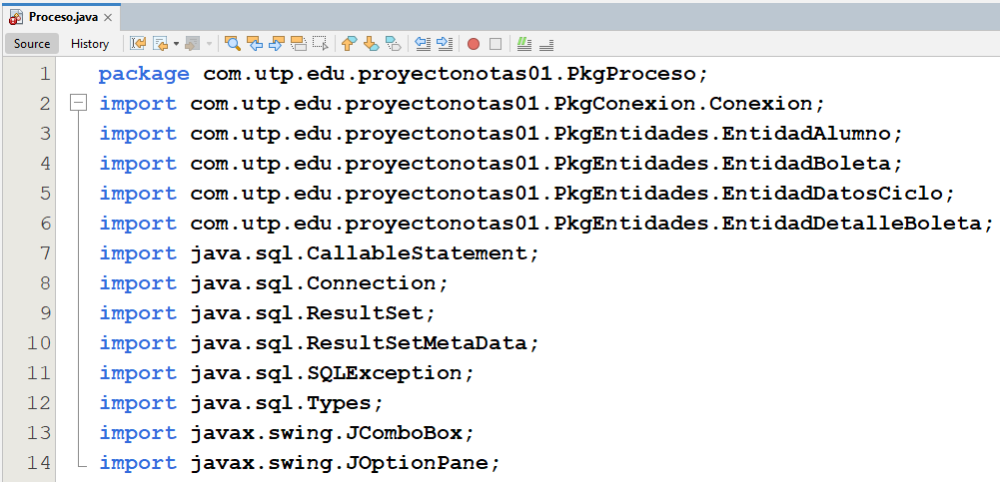 Proceso.java
Source History
1 package com.utp.edu.proyectonotas01.PkgProceso;
2 import com.utp.edu.proyectonotas01.PkgConexion.Conexion;
3 import com.utp.edu.proyectonotas01.PkgEntidades.EntidadAlumno;
4 import com.utp.edu.proyectonotas01.PkgEntidades.EntidadBoleta;
5 import com.utp.edu.proyectonotas01.PkgEntidades.EntidadDatosCiclo;
6 import com.utp.edu.proyectonotas01.PkgEntidades.EntidadDetalleBoleta;
7 import java.sql.CallableStatement;
8 import java.sql.Connection;
9 import java.sql.ResultSet;
10 import java.sql.ResultSetMetaData;
11 import java.sql.SQLException;
12 import java.sql.Types;
13 import javax.swing.JComboBox;
14 import javax.swing.JOptionPane;